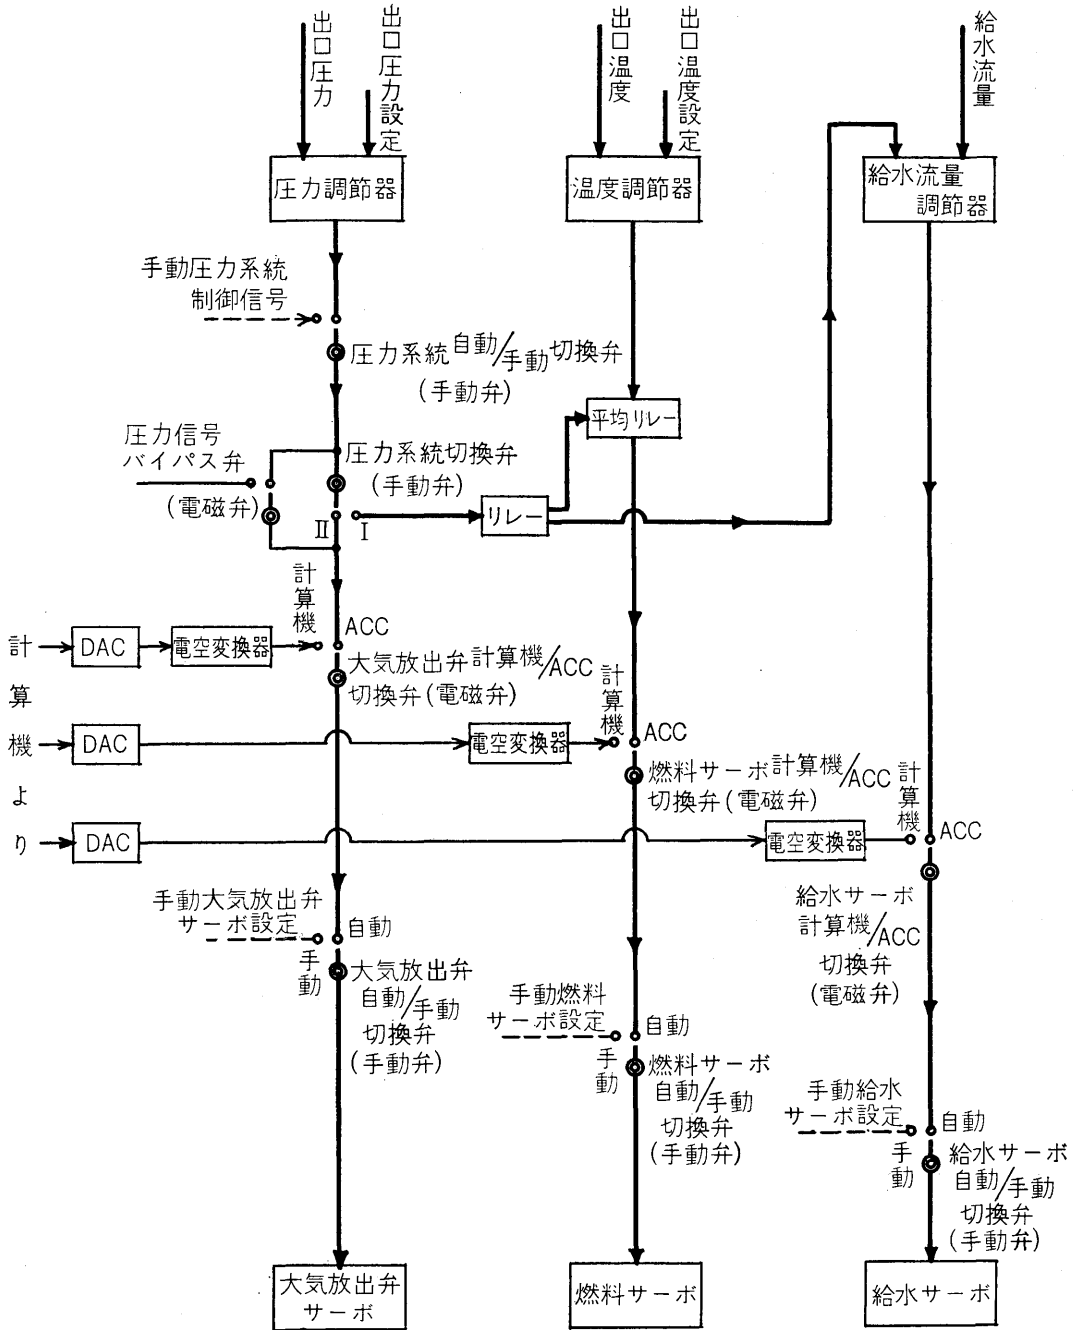 出口圧力
出口圧力設定
出口温度
出口温度設定
給水流量
圧力調節器
温度調節器
給水流量
調節器
手動圧力系統
制御信号
圧力系統自動/手動切換弁
(手動弁)
平均リレー
圧力信号
バイパス弁
(電磁弁)
圧力系統切換弁
(手動弁)
II
I
リレー
計算機より
DAC
電空変換器
計算機
ACC
大気放出弁計算機/ACC
切換弁(電磁弁)
DAC
電空変換器
計算機
ACC
燃料サーボ計算機/ACC
切換弁(電磁弁)
DAC
電空変換器
計算機
ACC
給水サーボ
計算機/ACC
切換弁
(電磁弁)
手動大気放出弁
サーボ設定
自動
手動
大気放出弁
自動/手動
切換弁
(手動弁)
手動燃料
サーボ設定
自動
手動
燃料サーボ
自動/手動
切換弁
(手動弁)
手動給水
サーボ設定
自動
手動
給水サーボ
自動/手動
切換弁
(手動弁)
大気放出弁
サーボ
燃料サーボ
給水サーボ